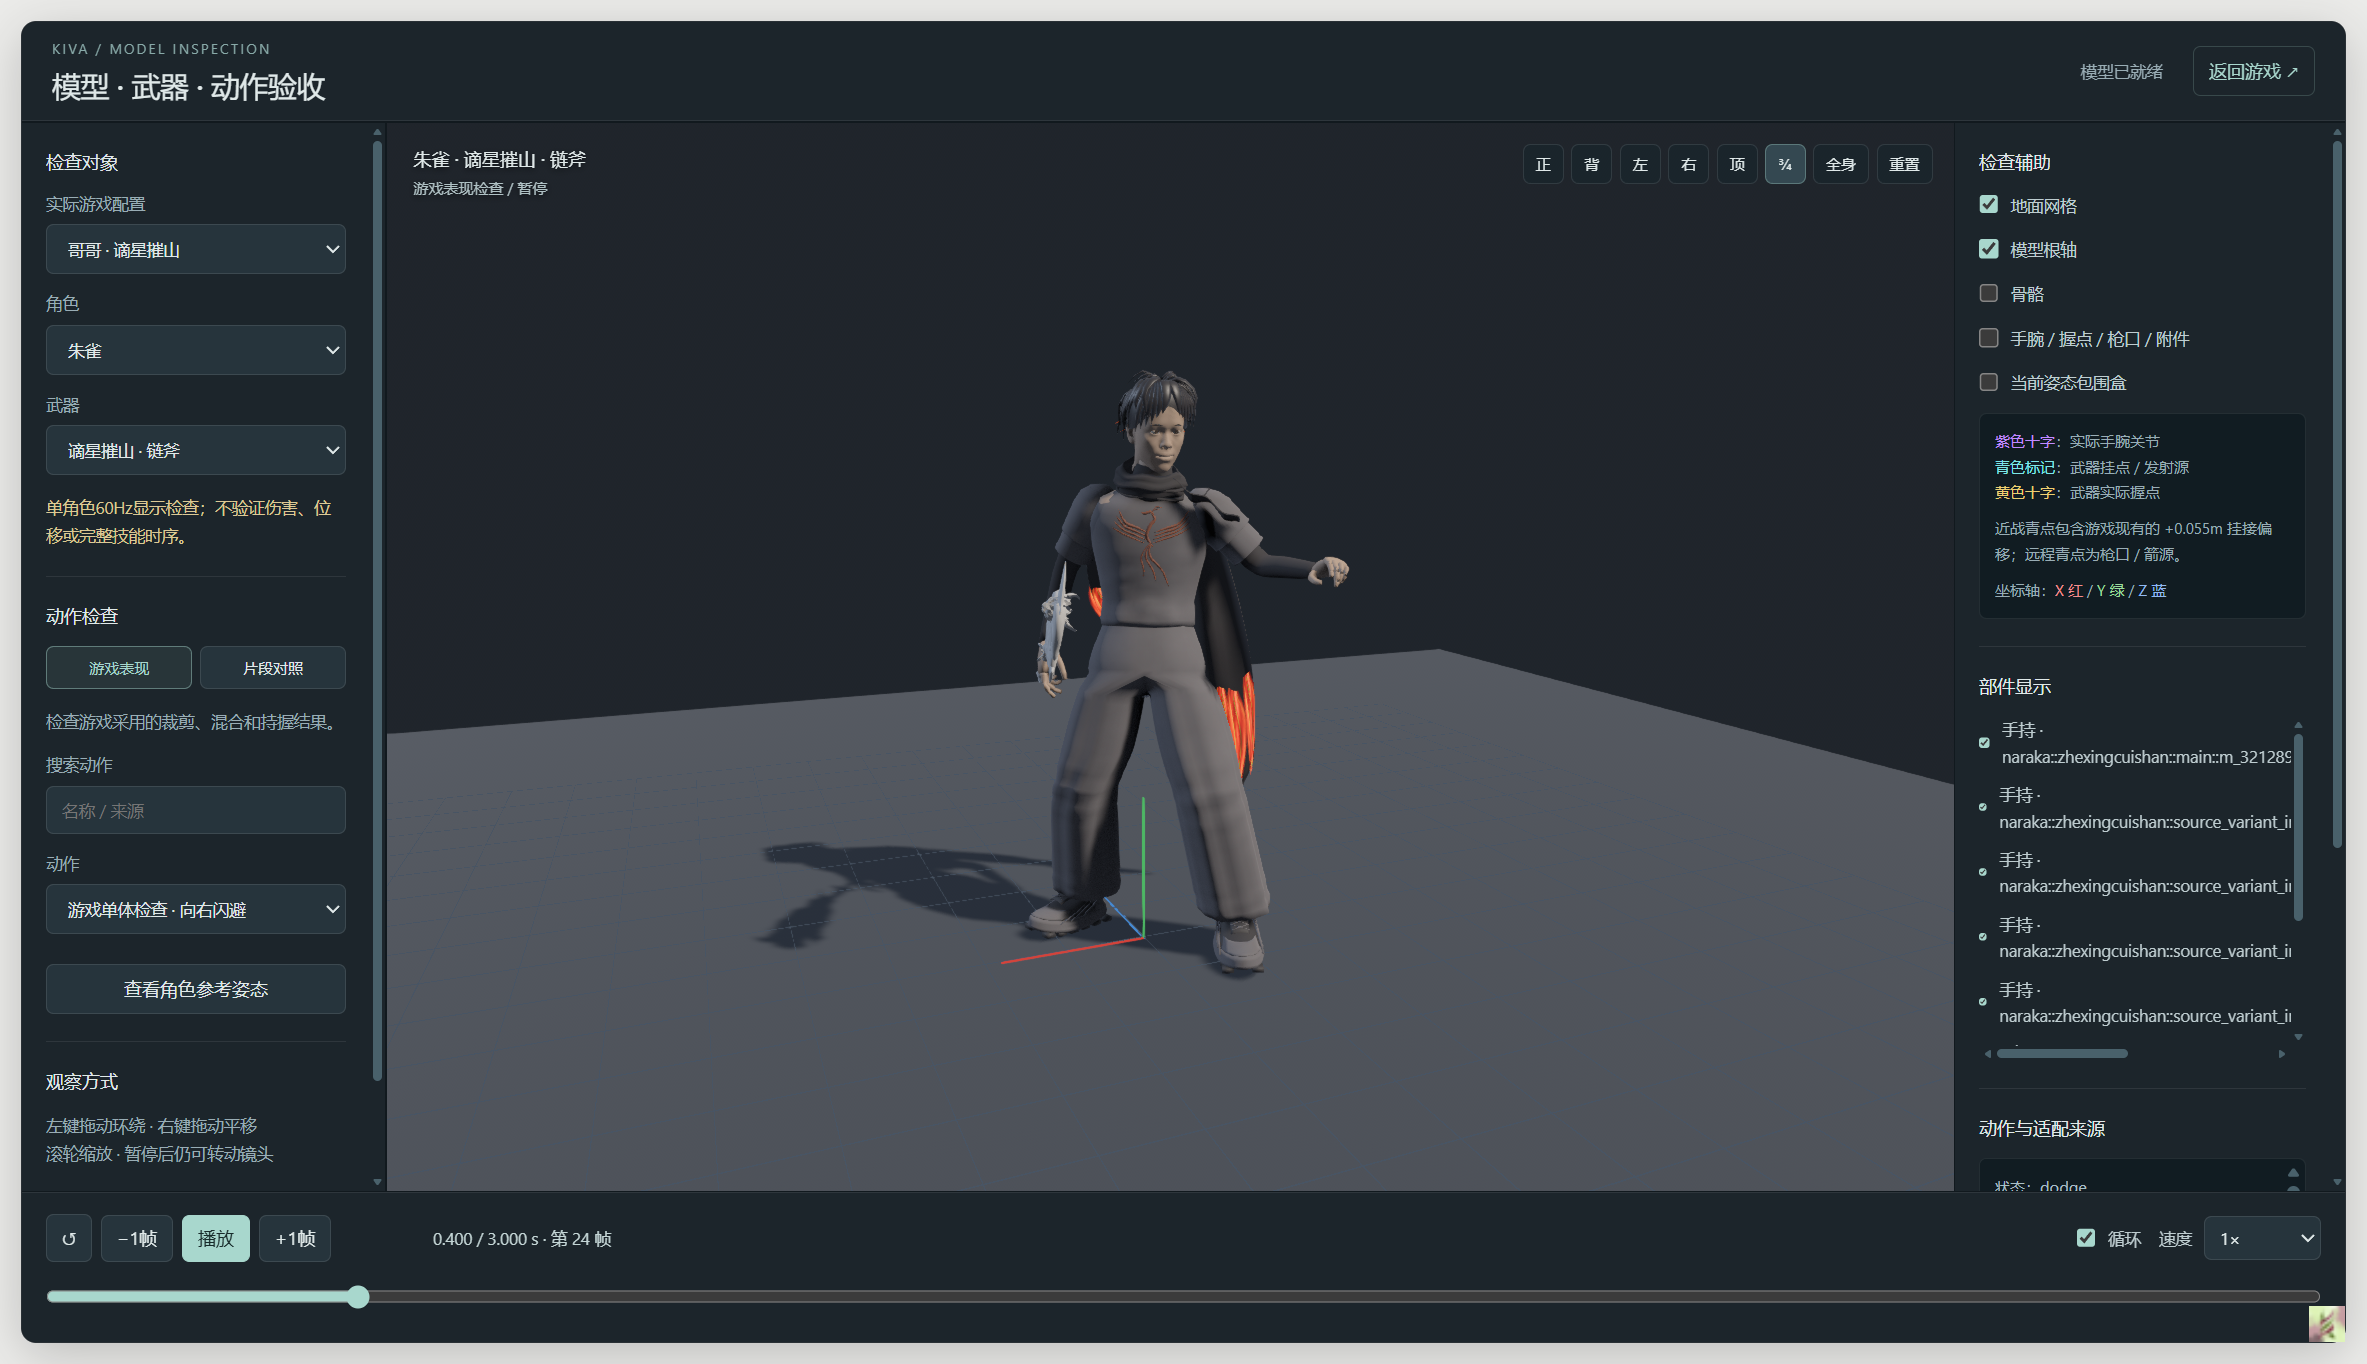 KIVA / MODEL INSPECTION
模型 · 武器 · 动作验收
模型已就绪
返回游戏 ↗
检查对象
实际游戏配置
哥哥 · 谪星摧山
角色
朱雀
武器
谪星摧山 · 链斧
单角色60Hz显示检查；不验证伤害、位
移或完整技能时序。
动作检查
游戏表现
片段对照
检查游戏采用的裁剪、混合和持握结果。
搜索动作
名称 / 来源
动作
游戏单体检查 · 向右闪避
查看角色参考姿态
观察方式
左键拖动环绕 · 右键拖动平移
滚轮缩放 · 暂停后仍可转动镜头
朱雀 · 谪星摧山 · 链斧
游戏表现检查 / 暂停
正
背
左
右
顶
¾
全身
重置
检查辅助
地面网格
模型根轴
骨骼
手腕 / 握点 / 枪口 / 附件
当前姿态包围盒
紫色十字：实际手腕关节
青色标记：武器挂点 / 发射源
黄色十字：武器实际握点
近战青点包含游戏现有的 +0.055m 挂接偏
移；远程青点为枪口 / 箭源。
坐标轴：X 红 / Y 绿 / Z 蓝
部件显示
手持 ·
naraka::zhexingcuishan::main::m_321289
手持 ·
naraka::zhexingcuishan::source_variant_i
手持 ·
naraka::zhexingcuishan::source_variant_i
手持 ·
naraka::zhexingcuishan::source_variant_i
手持 ·
naraka::zhexingcuishan::source_variant_i
动作与适配来源
状态：dodge
↺
−1帧
播放
+1帧
0.400 / 3.000 s · 第 24 帧
循环
速度
1×